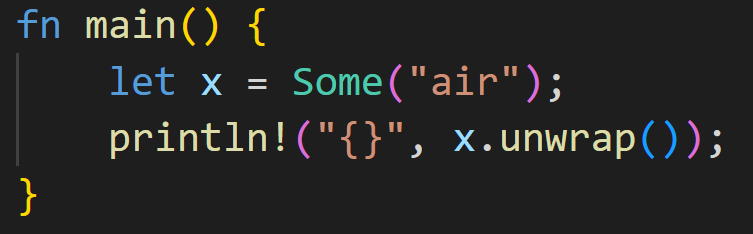 fn main() {
    let x = Some("air");
    println!("{}", x.unwrap());
}